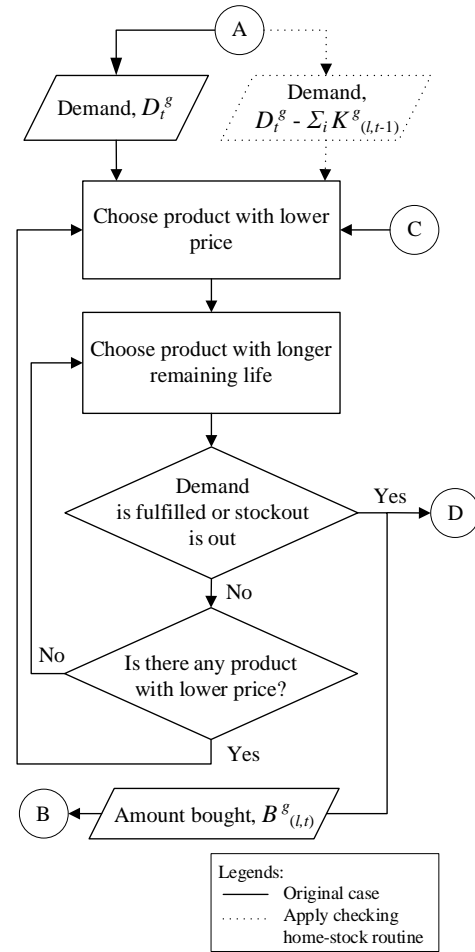 A
Demand, D_t^g
Demand,
D_t^g - Σ_i K^g_(l,t-1)
Choose product with lower
price
C
Choose product with longer
remaining life
Demand
is fulfilled or stockout
is out
Yes
D
No
No
Is there any product
with lower price?
Yes
B
Amount bought, B^g_(l,t)
Legends:
Original case
Apply checking
home-stock routine